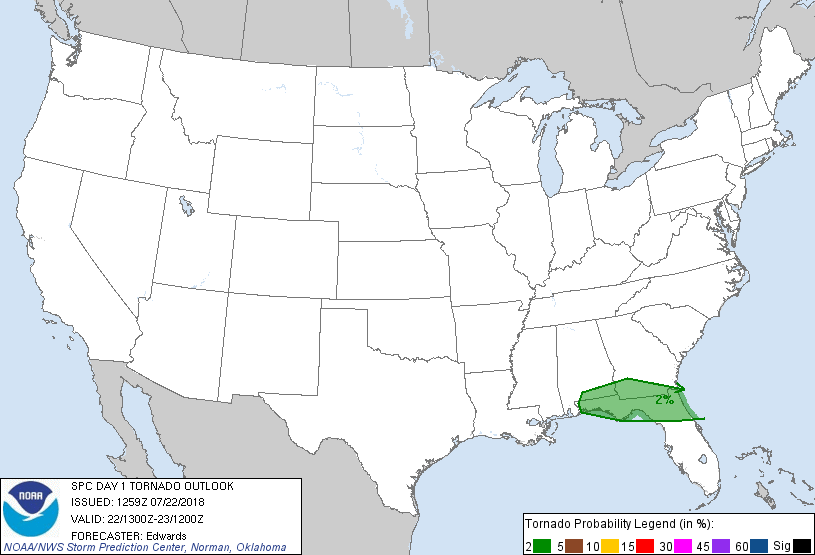 2%
NOAA
SPC DAY 1 TORNADO OUTLOOK
ISSUED: 1259Z 07/22/2018
VALID: 22/1300Z-23/1200Z
FORECASTER: Edwards
NOAA/NWS Storm Prediction Center, Norman, Oklahoma
Tornado Probability Legend (in %):
2 5 10 15 30 45 60 Sig